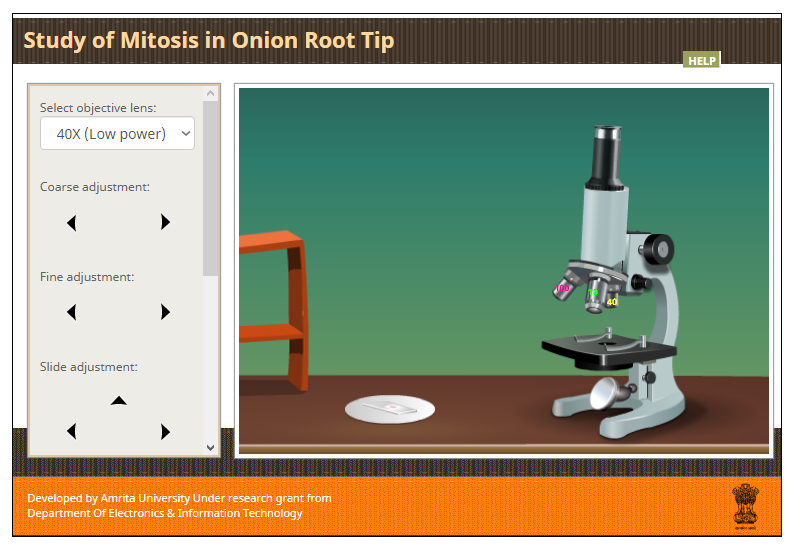 Study of Mitosis in Onion Root Tip
HELP
Select objective lens:
40X (Low power)
Coarse adjustment:
Fine adjustment:
Slide adjustment:
100
10
40
Developed by Amrita University Under research grant from
Department Of Electronics & Information Technology